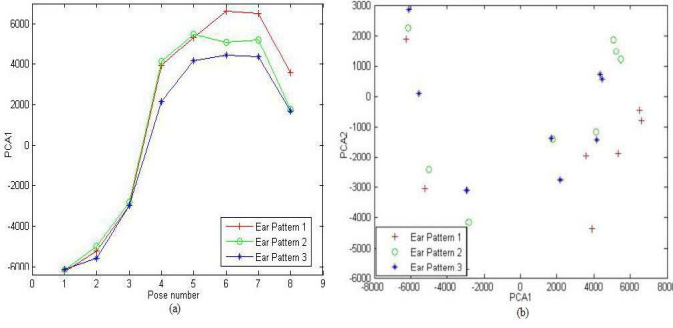 6000
4000
2000
0
-2000
-4000
-6000
PCA1
1 2 3 4 5 6 7 8 9
0
Pose number
(a)
Ear Pattern 1
Ear Pattern 2
Ear Pattern 3
3000
2000
1000
0
-1000
-2000
-3000
-4000
-5000
-6000
PCA2
-8000 -6000 -4000 -2000 0 2000 4000 6000 8000
PCA1
(b)
Ear Pattern 1
Ear Pattern 2
Ear Pattern 3